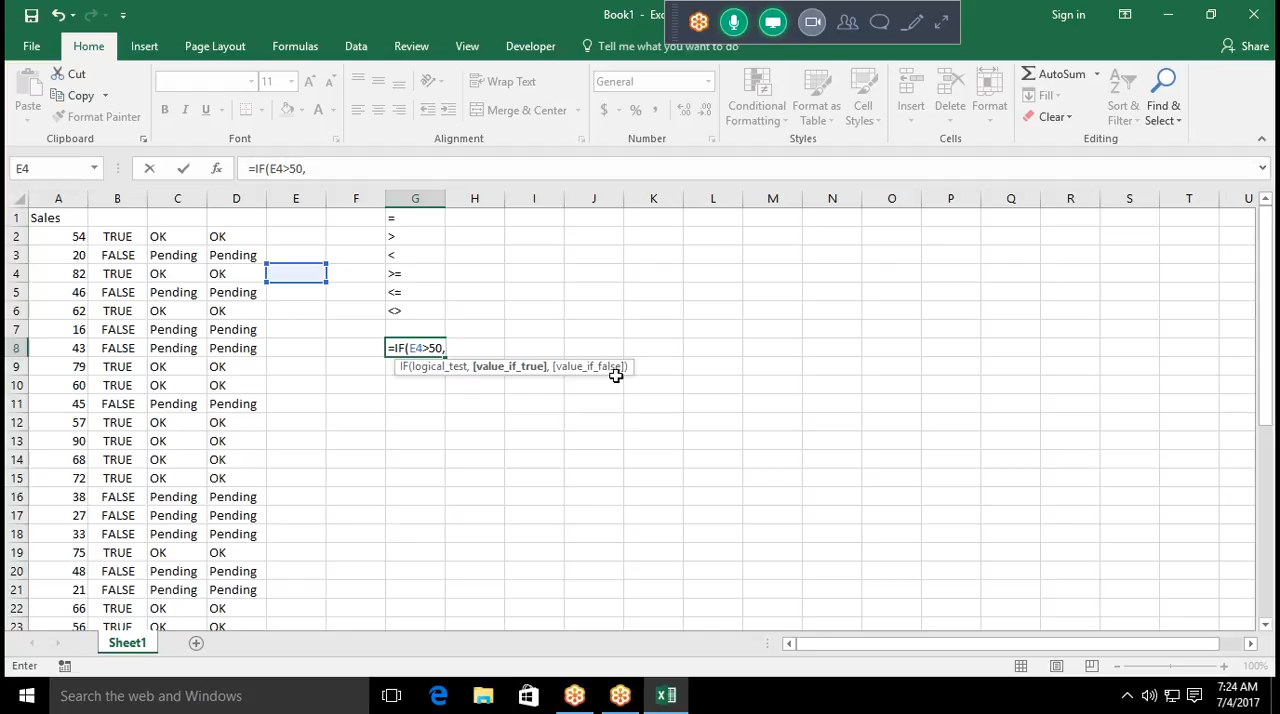 Book1 - Exc
Sign in
File Home Insert Page Layout Formulas Data Review View Developer Tell me what you want to do Share
Cut
Copy
Format Painter
Paste
Clipboard
11 A A
B I U A
Font
Wrap Text
Merge & Center
Alignment
General
$ % ,
Number
Conditional Formatting
Format as Table
Cell Styles
Styles
Insert Delete Format
Cells
AutoSum
Fill
Clear
Sort & Filter
Find & Select
Editing
E4 fx =IF(E4>50,
A B C D E F G H I J K L M N O P Q R S T U
1 Sales =
2 54 TRUE OK OK >
3 20 FALSE Pending Pending <
4 82 TRUE OK OK >=
5 46 FALSE Pending Pending <=
6 62 TRUE OK OK <>
7 16 FALSE Pending Pending
8 43 FALSE Pending Pending =IF(E4>50,
IF(logical_test, [value_if_true], [value_if_false])
9 79 TRUE OK OK
10 60 TRUE OK OK
11 45 FALSE Pending Pending
12 57 TRUE OK OK
13 90 TRUE OK OK
14 68 TRUE OK OK
15 72 TRUE OK OK
16 38 FALSE Pending Pending
17 27 FALSE Pending Pending
18 33 FALSE Pending Pending
19 75 TRUE OK OK
20 48 FALSE Pending Pending
21 21 FALSE Pending Pending
22 66 TRUE OK OK
23 56 TRUE OK OK
Sheet1
Enter
100%
Search the web and Windows
7:24 AM
7/4/2017